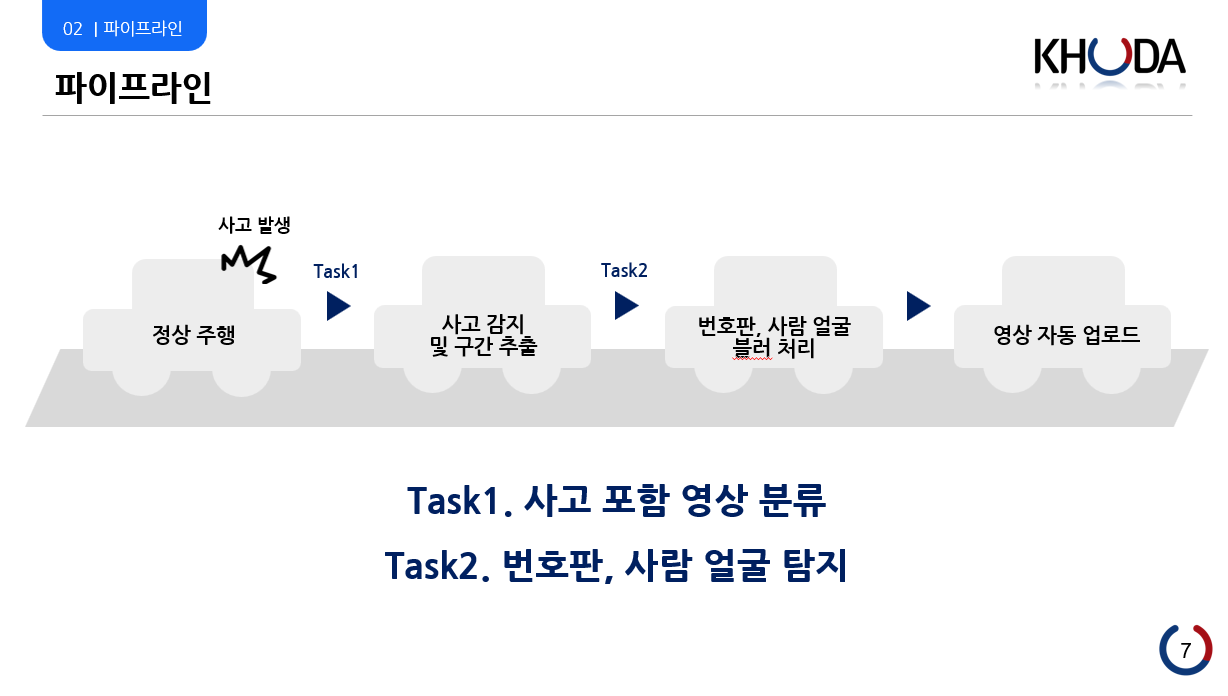 02 | 파이프라인
파이프라인
KHUDA
사고 발생
Task1
Task2
정상 주행
사고 감지
및 구간 추출
번호판, 사람 얼굴
블러 처리
영상 자동 업로드
Task1. 사고 포함 영상 분류
Task2. 번호판, 사람 얼굴 탐지
7